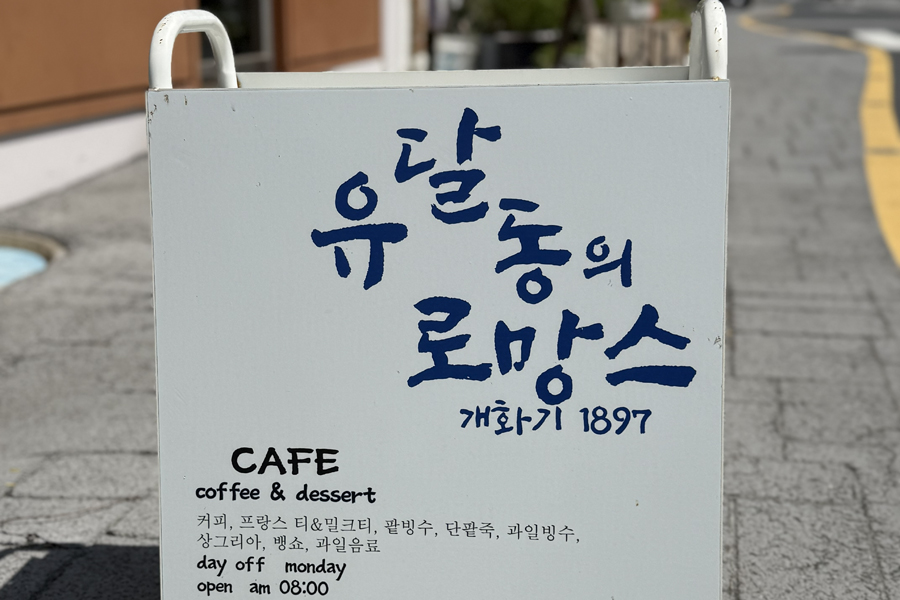 유달동의
로망스
개화기 1897
CAFE
coffee & dessert
커피, 프랑스 티&밀크티, 팥빙수, 단팥죽, 과일빙수,
상그리아, 뱅쇼, 과일음료
day off monday
open am 08:00